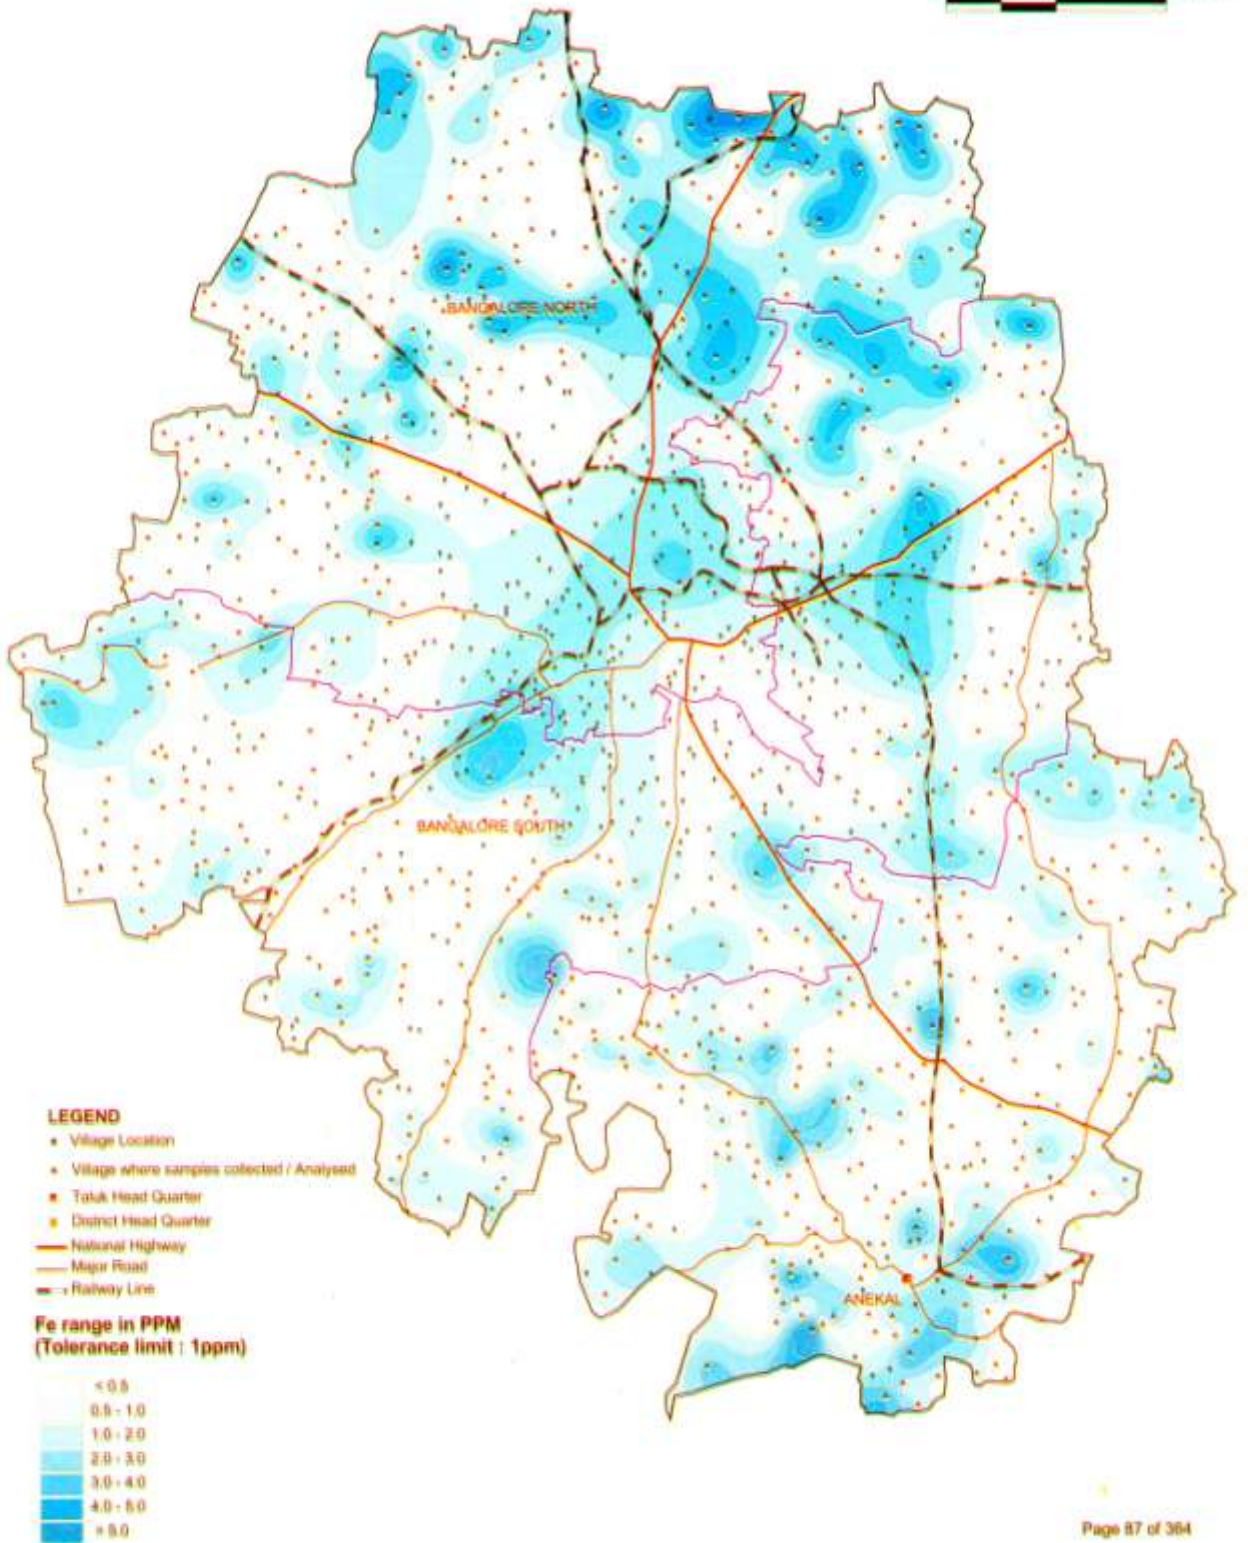 BANGALORE NORTH
BANGALORE SOUTH
ANEKAL
LEGEND
Village Location
Village where samples collected / Analysed
Taluk Head Quarter
District Head Quarter
National Highway
Major Road
Railway Line
Fe range in PPM
(Tolerance limit : 1ppm)
< 0.5
0.5 - 1.0
1.0 - 2.0
2.0 - 3.0
3.0 - 4.0
4.0 - 5.0
> 5.0
Page 87 of 364